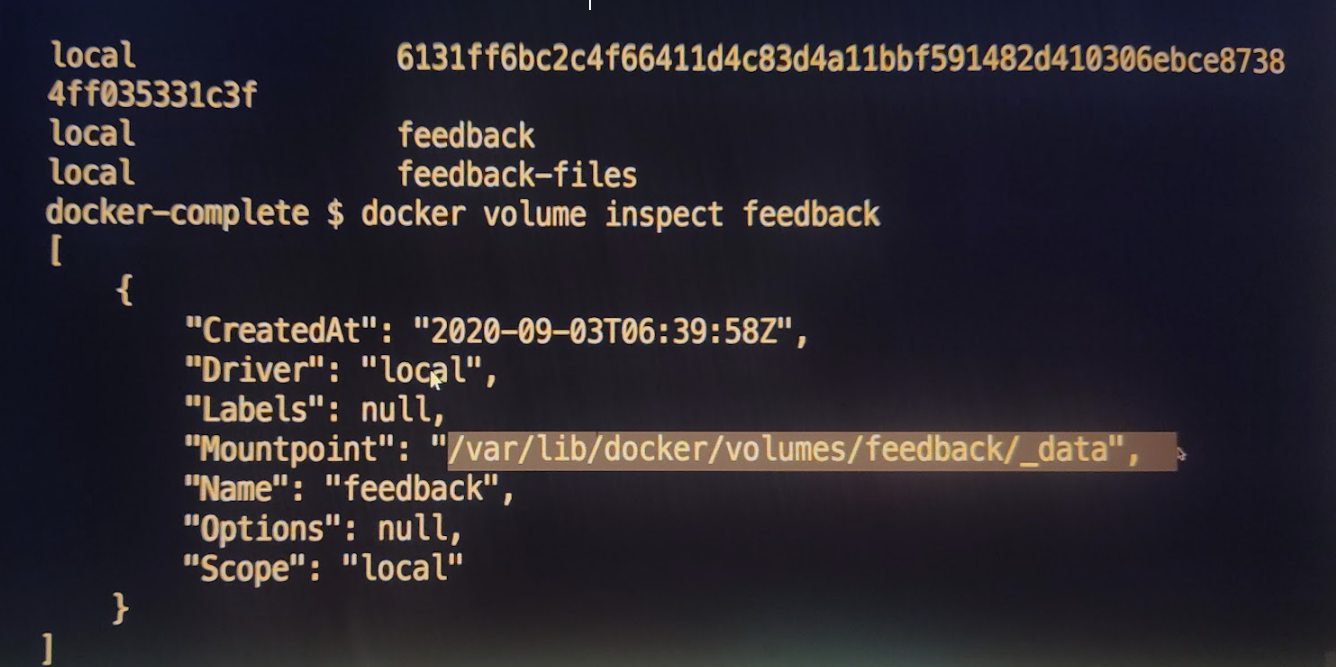 local 6131ff6bc2c4f66411d4c83d4a11bbf591482d410306ebce8738
4ff035331c3f
local feedback
local feedback-files
docker-complete $ docker volume inspect feedback
[
{
"CreatedAt": "2020-09-03T06:39:58Z",
"Driver": "local",
"Labels": null,
"Mountpoint": "/var/lib/docker/volumes/feedback/_data",
"Name": "feedback",
"Options": null,
"Scope": "local"
}
]